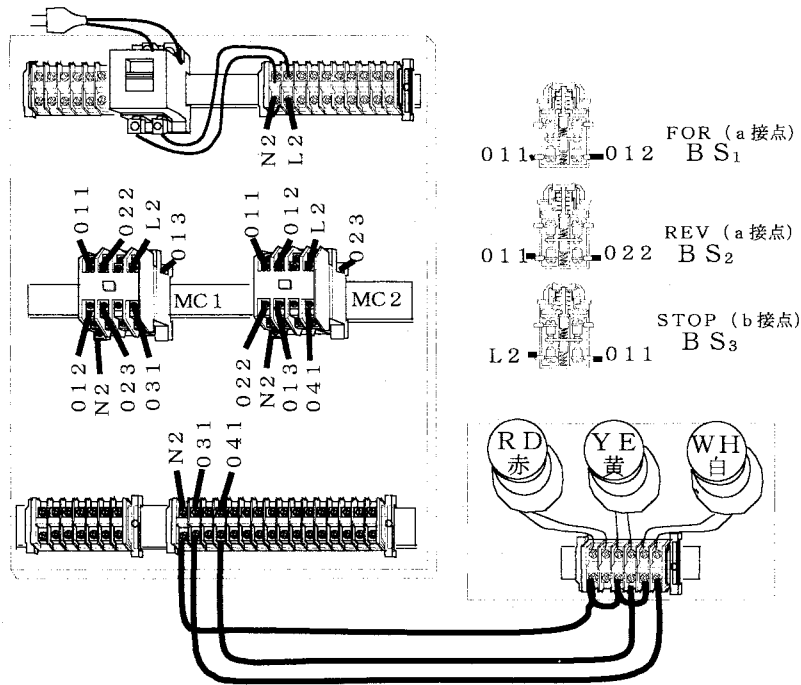 N2
L2
FOR (a接点)
BS₁
011
012
REV (a接点)
BS₂
011
022
STOP (b接点)
BS₃
L2
011
011
022
L2
013
MC1
012
N2
023
031
011
012
L2
023
MC2
022
N2
013
041
N2
031
041
RD
赤
YE
黄
WH
白